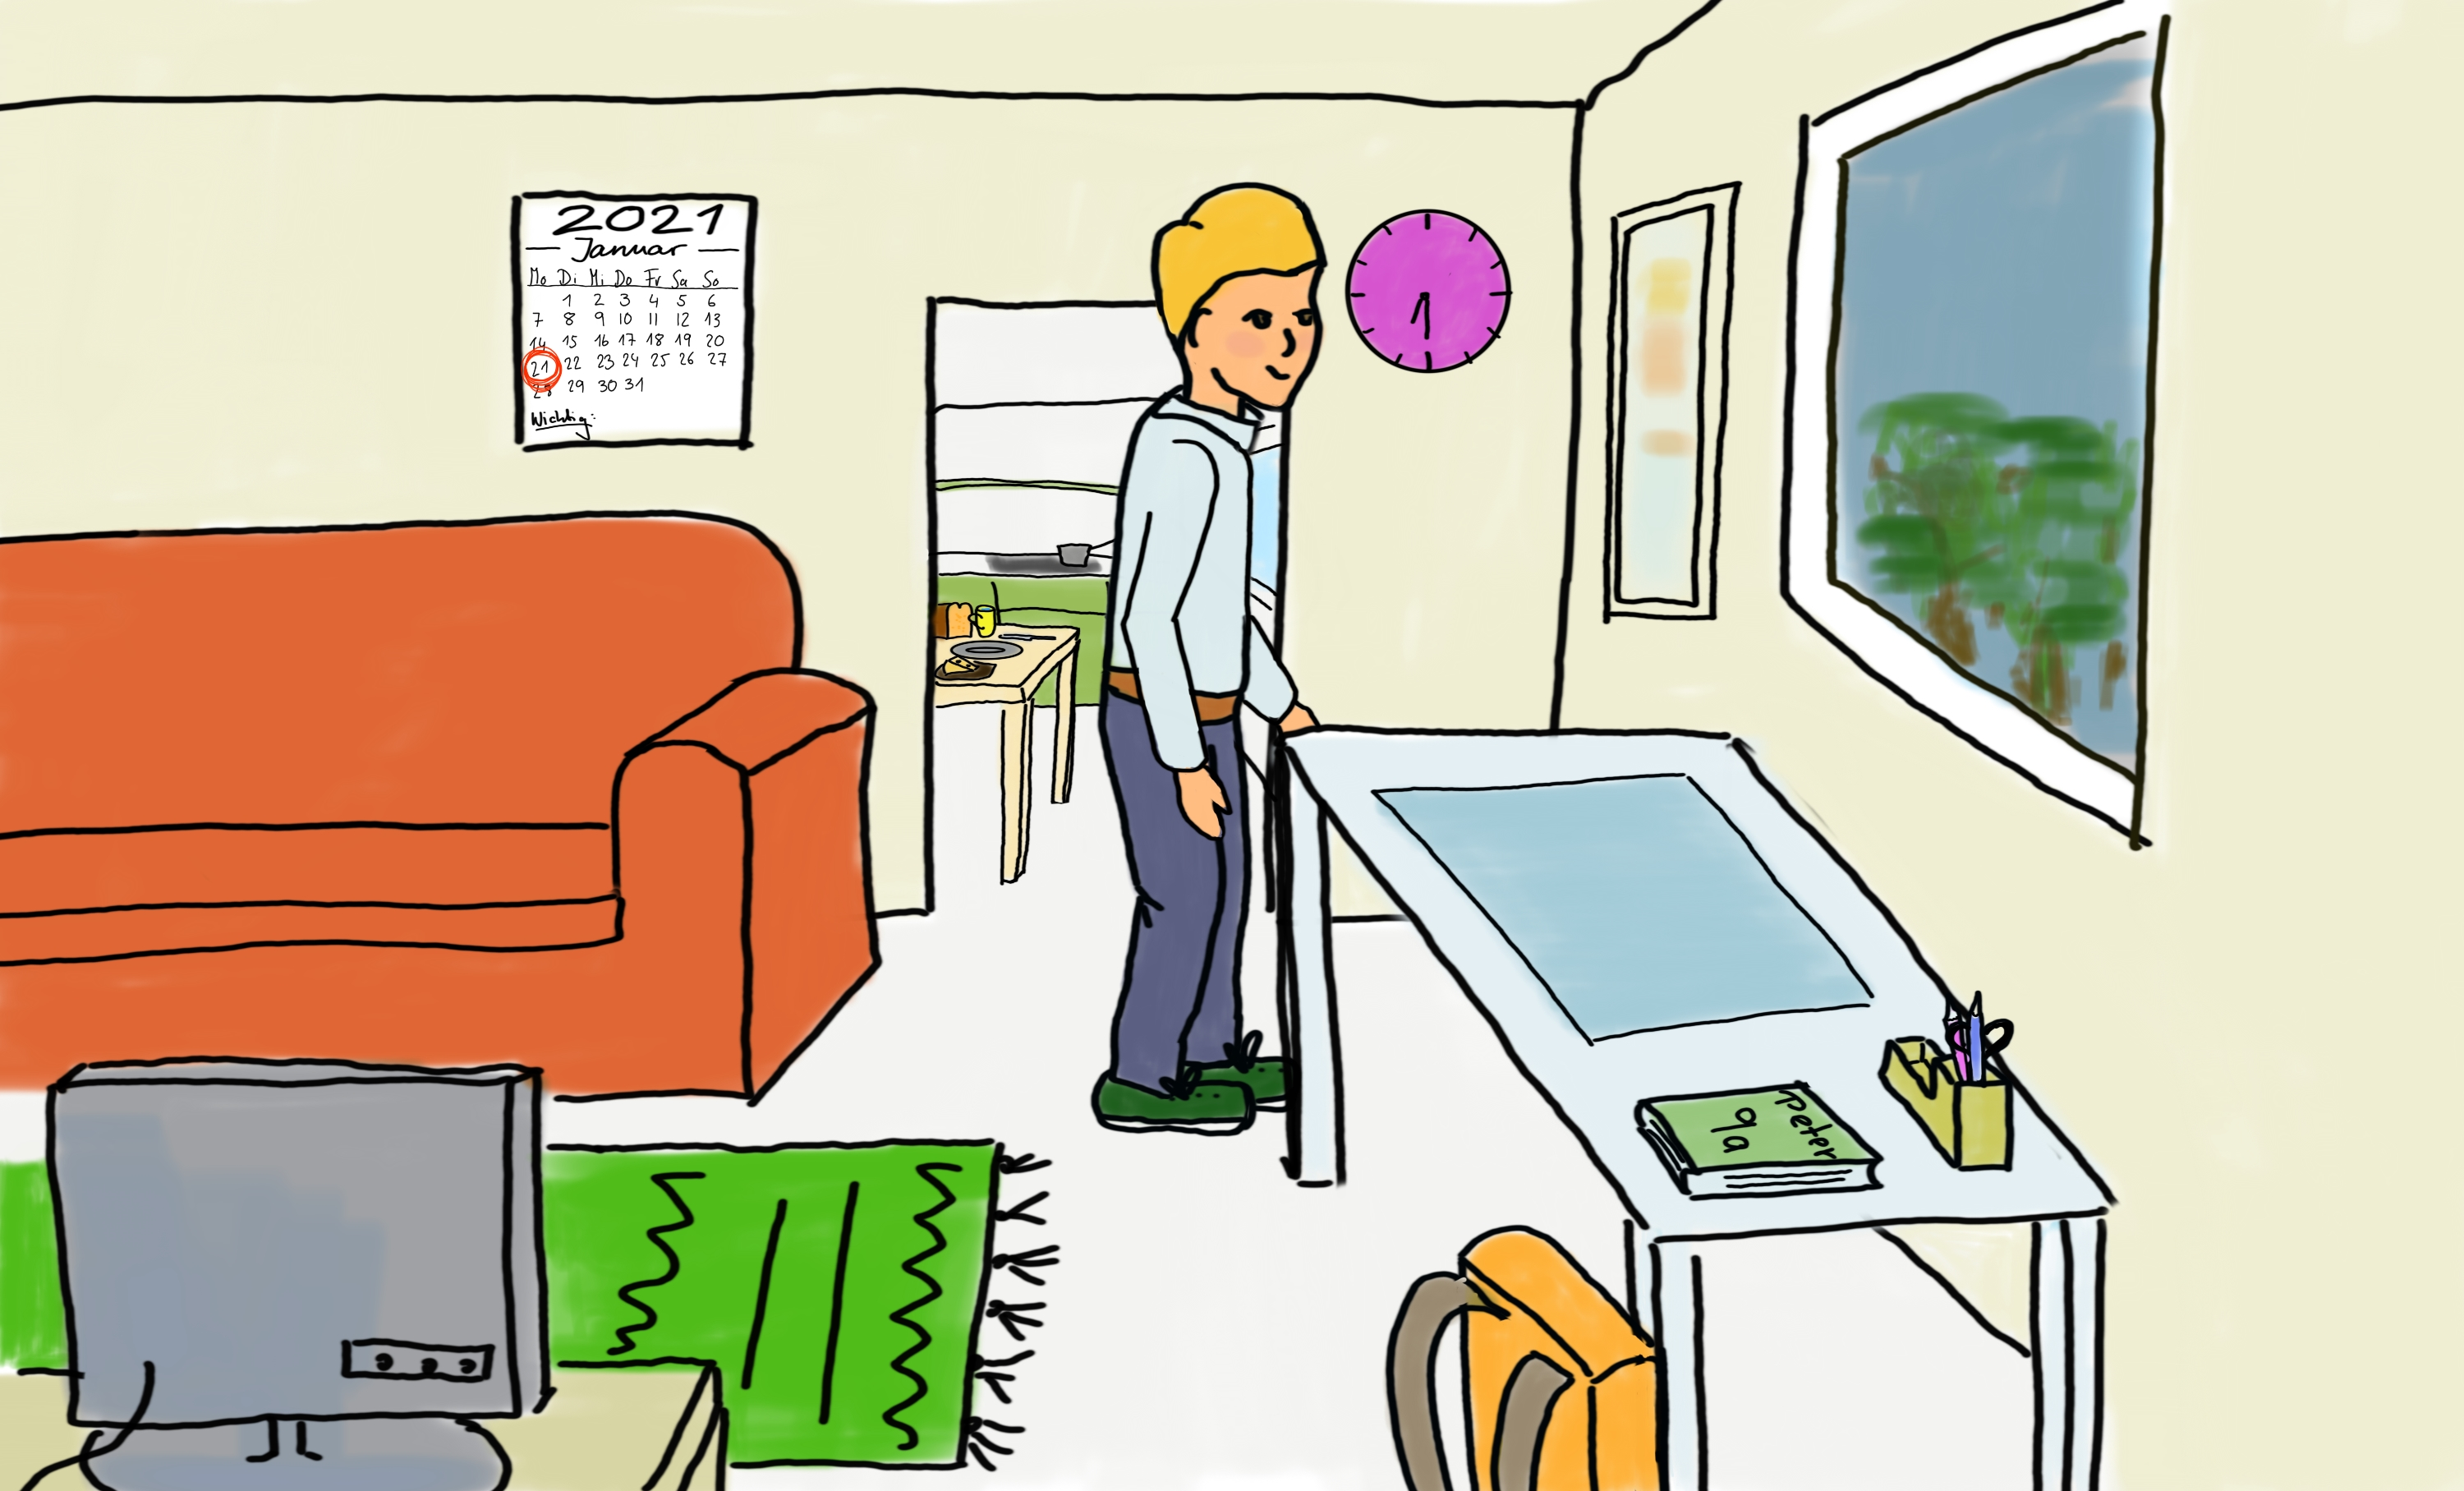 2021
Januar
Mo Di Mi Do Fr Sa So
1 2 3 4 5 6
7 8 9 10 11 12 13
14 15 16 17 18 19 20
21 22 23 24 25 26 27
28 29 30 31
Wichtig:
Peter
9a